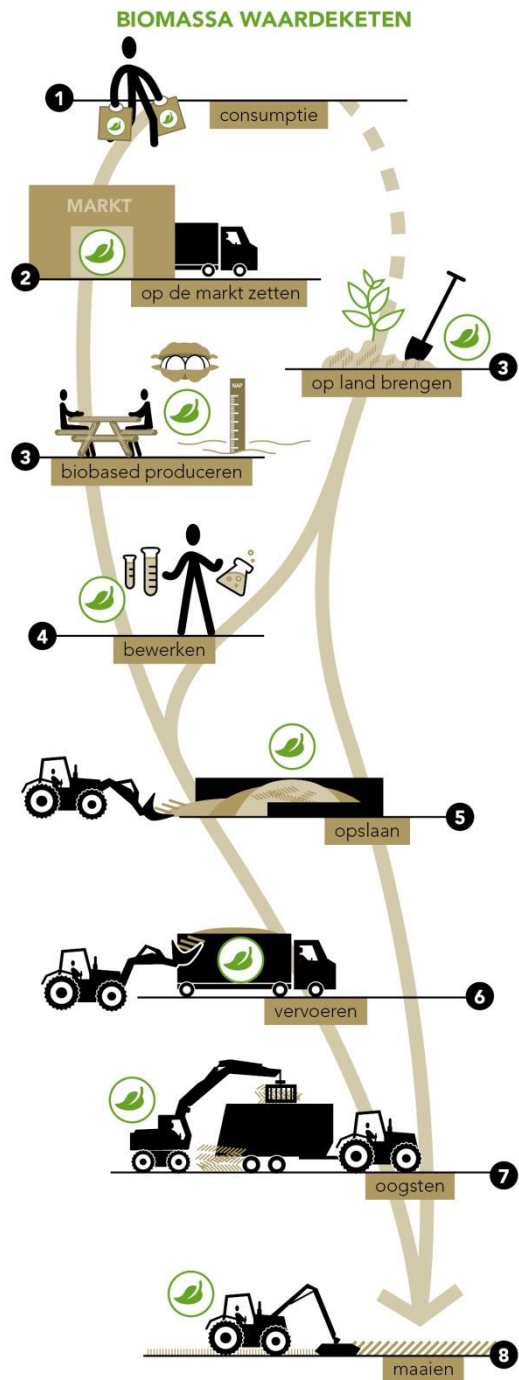 BIOMASSA WAARDEKETEN
1
consumptie
MARKT
2
op de markt zetten
3
op land brengen
NAP
3
biobased produceren
4
bewerken
5
opslaan
6
vervoeren
7
oogsten
8
maaien